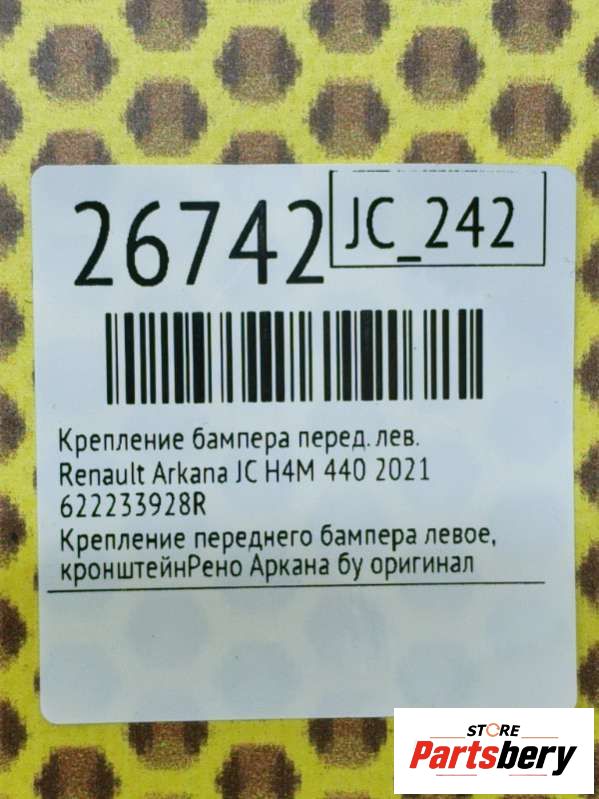 26742 JC_242
Крепление бампера перед. лев.
Renault Arkana JC H4M 440 2021
622233928R
Крепление переднего бампера левое,
кронштейнРено Аркана бу оригинал
STORE
Partsbery